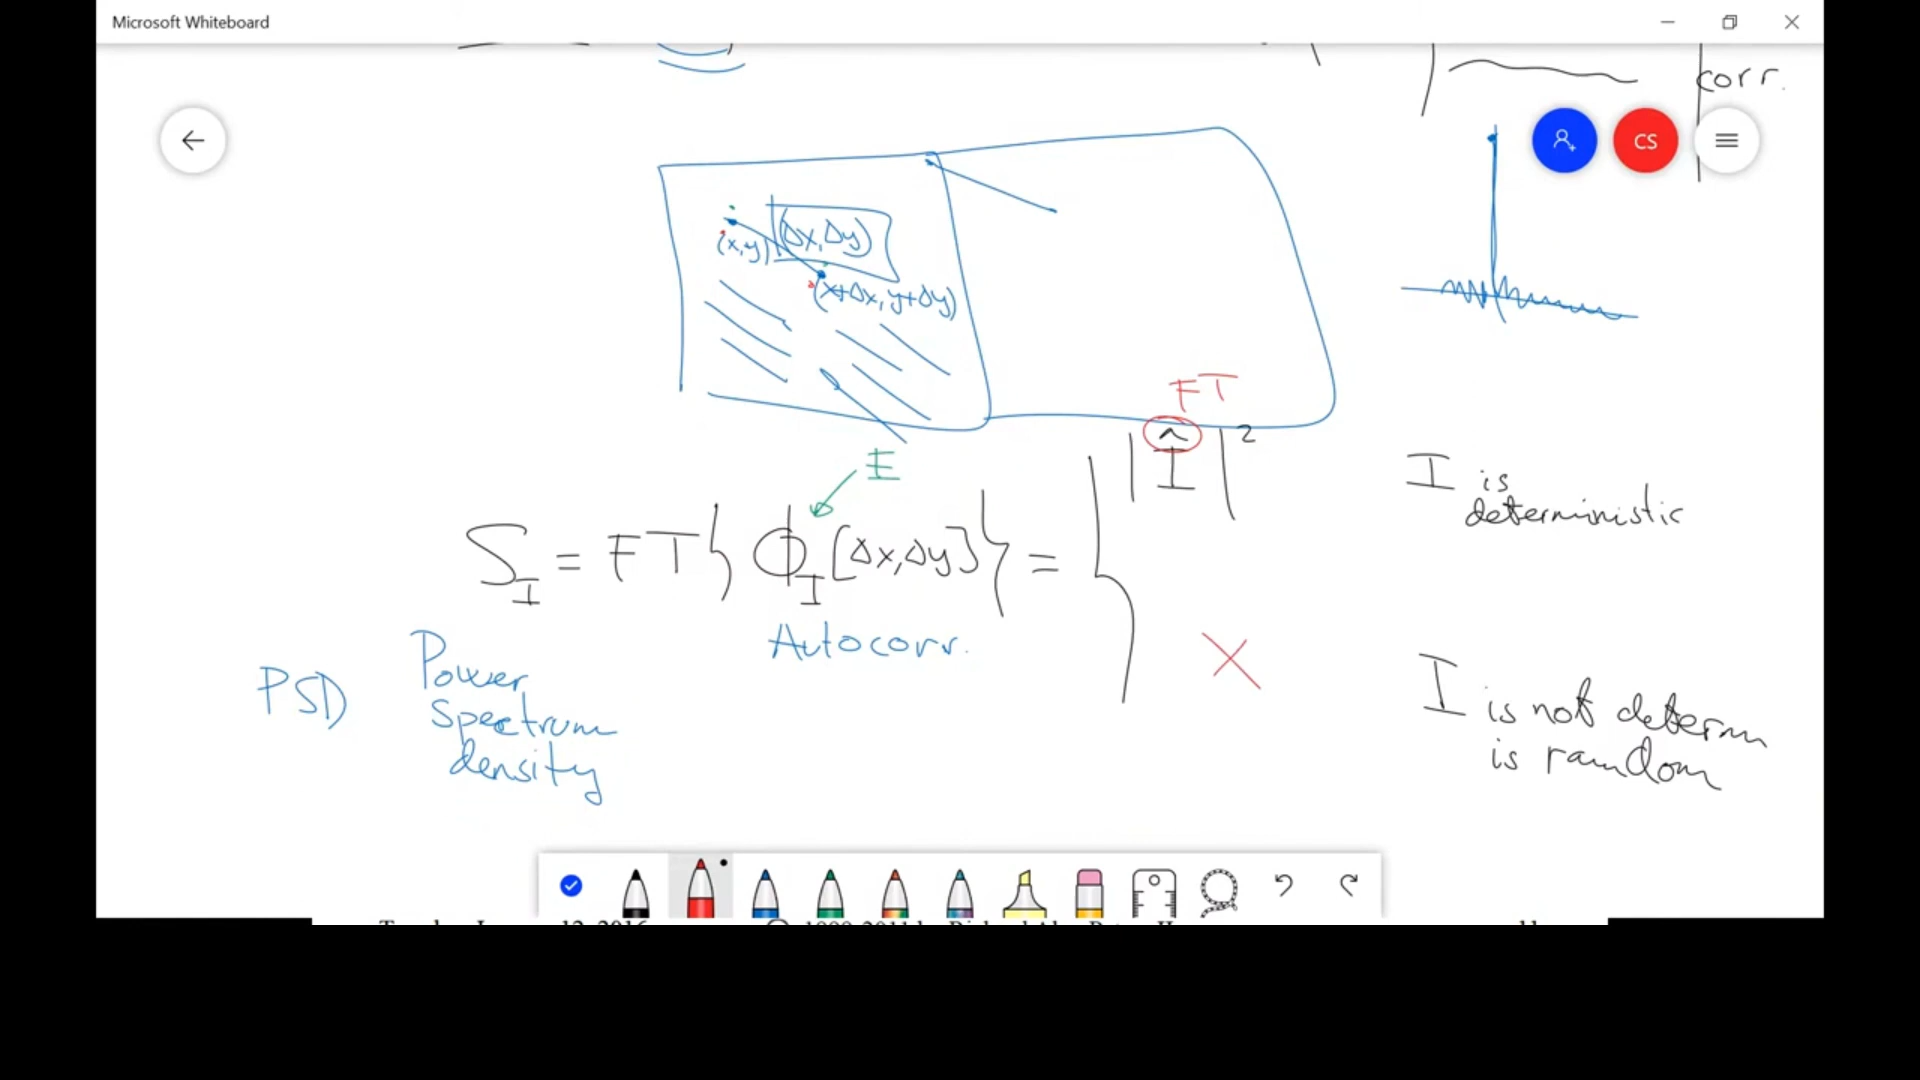 Microsoft Whiteboard
corr.
CS
(x,y) (Δx,Δy)
(x+Δx, y+Δy)
FT
E
|Î|²
I is
deterministic
S_I = FT{ϕ_I[Δx,Δy]} =
Autocorr.
PSD
Power
spectrum
density
X
I is not determ
is random